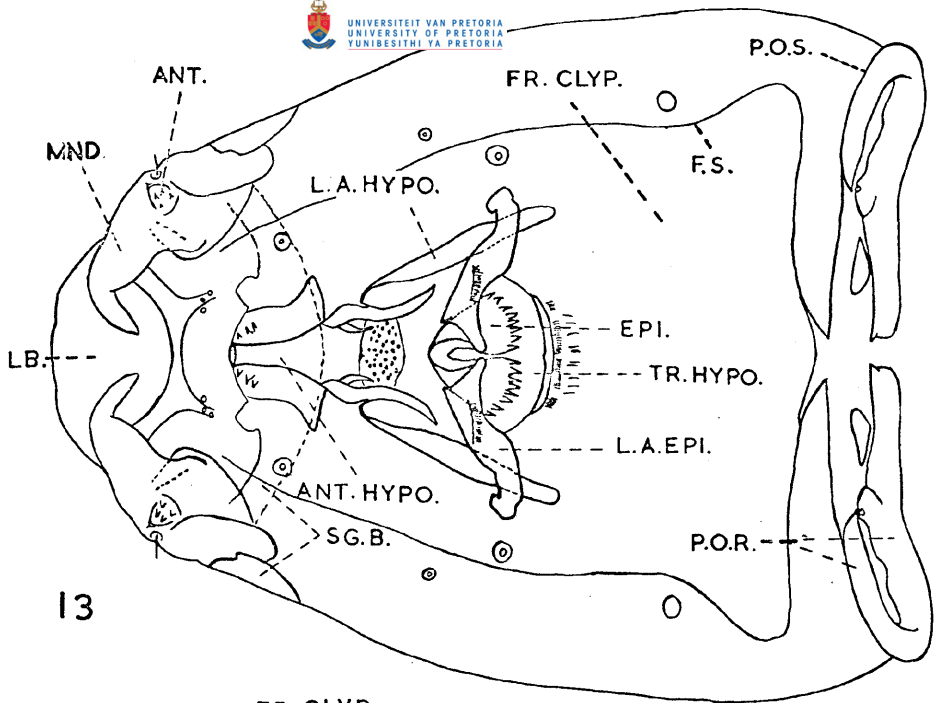 UNIVERSITEIT VAN PRETORIA
UNIVERSITY OF PRETORIA
YUNIBESITHI YA PRETORIA
P.O.S.
ANT.
FR. CLYP.
MND.
F.S.
L.A. HYPO.
EPI.
LB.
TR. HYPO.
L.A. EPI.
ANT. HYPO.
SG.B.
P.O.R.
13